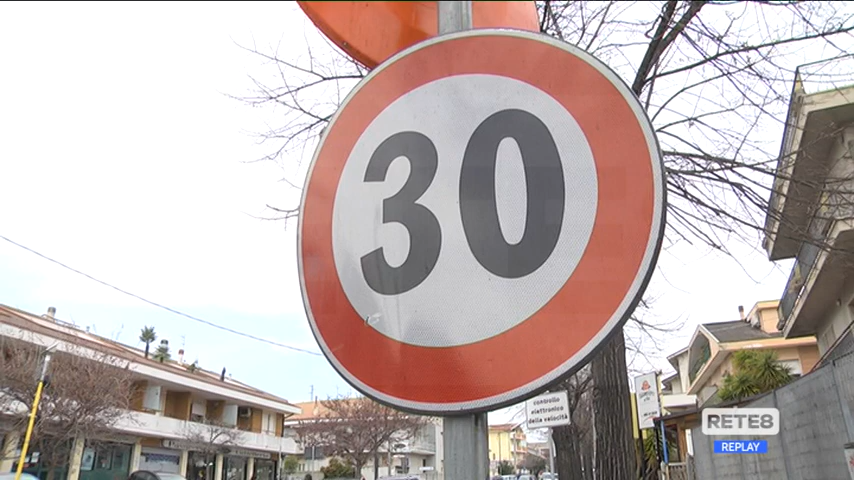 30
controllo
elettronico
della velocità
RETE8
REPLAY